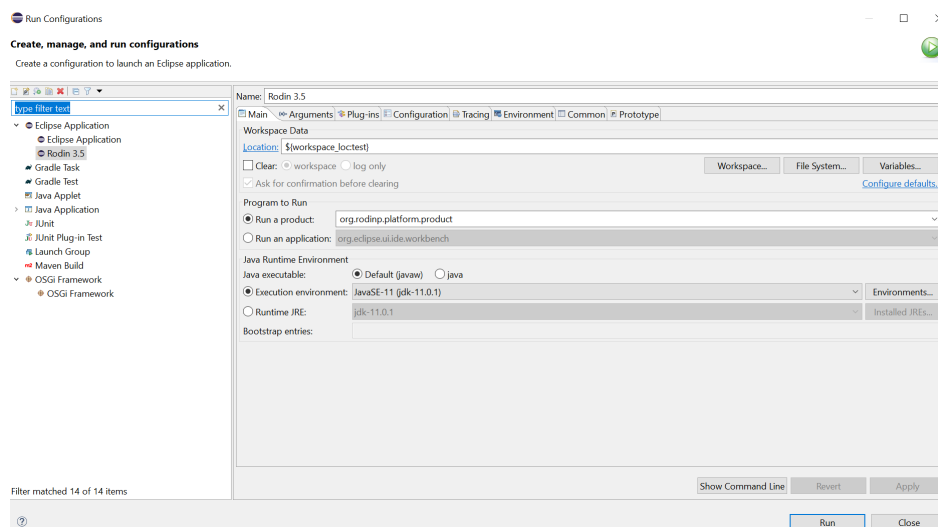 Run Configurations
Create, manage, and run configurations
Create a configuration to launch an Eclipse application.
type filter text
Eclipse Application
Eclipse Application
Rodin 3.5
Gradle Task
Gradle Test
Java Applet
Java Application
JUnit
JUnit Plug-in Test
Launch Group
Maven Build
OSGi Framework
OSGi Framework
Filter matched 14 of 14 items
Name: Rodin 3.5
Main Arguments Plug-ins Configuration Tracing Environment Common Prototype
Workspace Data
Location: ${workspace_loc:test}
Clear: workspace log only Workspace... File System... Variables...
Ask for confirmation before clearing Configure defaults.
Program to Run
Run a product: org.rodinp.platform.product
Run an application: org.eclipse.ui.ide.workbench
Java Runtime Environment
Java executable: Default (javaw) java
Execution environment: JavaSE-11 (jdk-11.0.1) Environments...
Runtime JRE: jdk-11.0.1 Installed JREs...
Bootstrap entries:
Show Command Line Revert Apply
Run Close